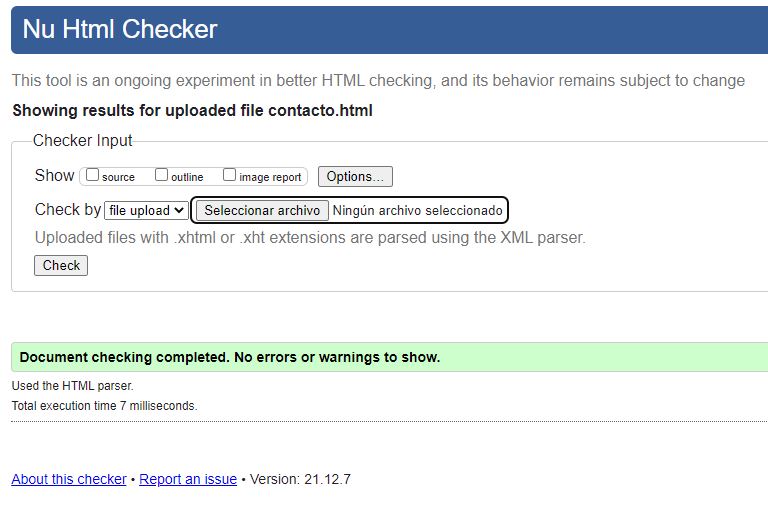 Nu Html Checker
This tool is an ongoing experiment in better HTML checking, and its behavior remains subject to change
Showing results for uploaded file contacto.html
Checker Input
Show source outline image report Options...
Check by file upload Seleccionar archivo Ningún archivo seleccionado
Uploaded files with .xhtml or .xht extensions are parsed using the XML parser.
Check
Document checking completed. No errors or warnings to show.
Used the HTML parser.
Total execution time 7 milliseconds.
About this checker • Report an issue • Version: 21.12.7